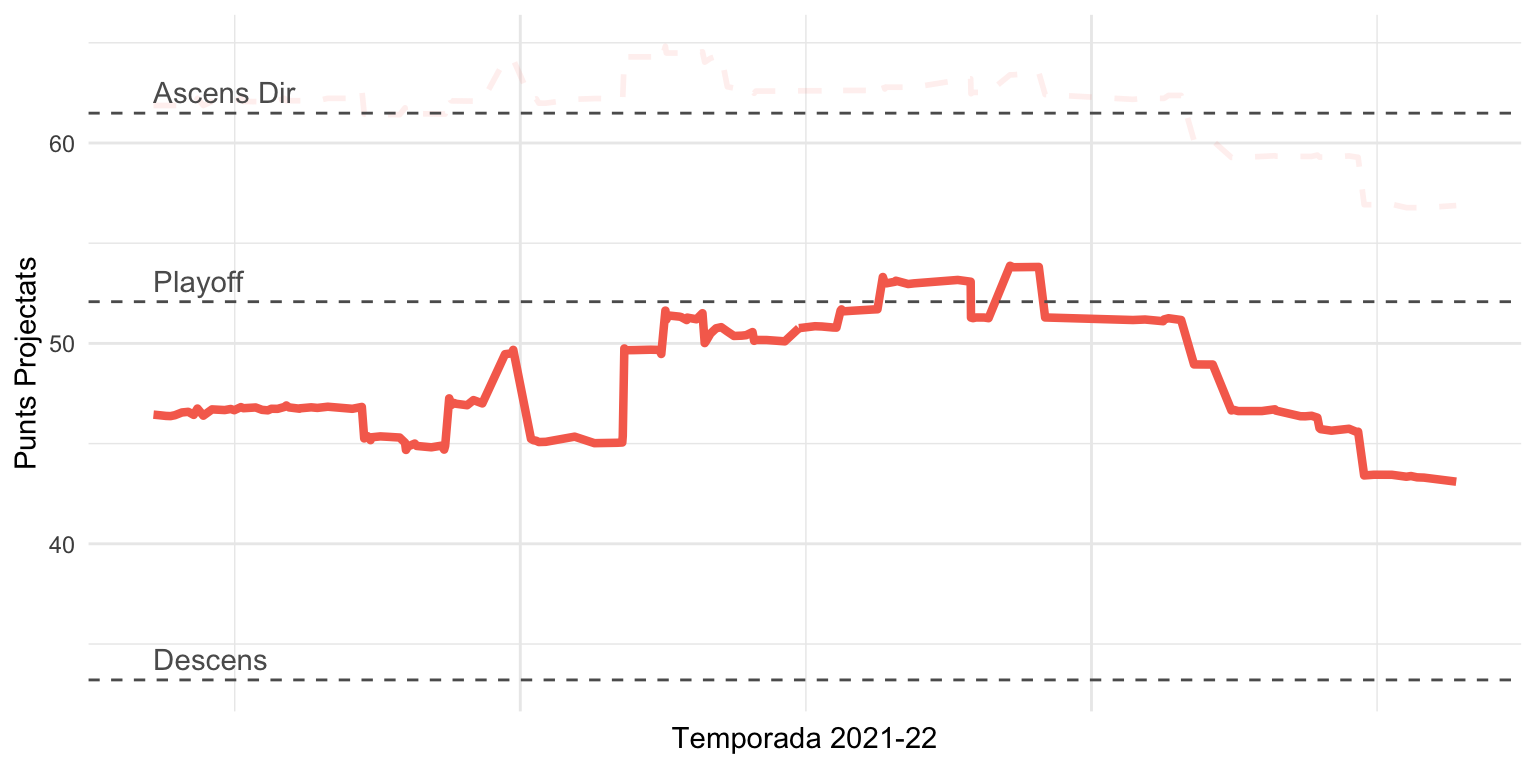 Ascens Dir
60
Playoff
50
40
Descens
Punts Projectats
Temporada 2021-22